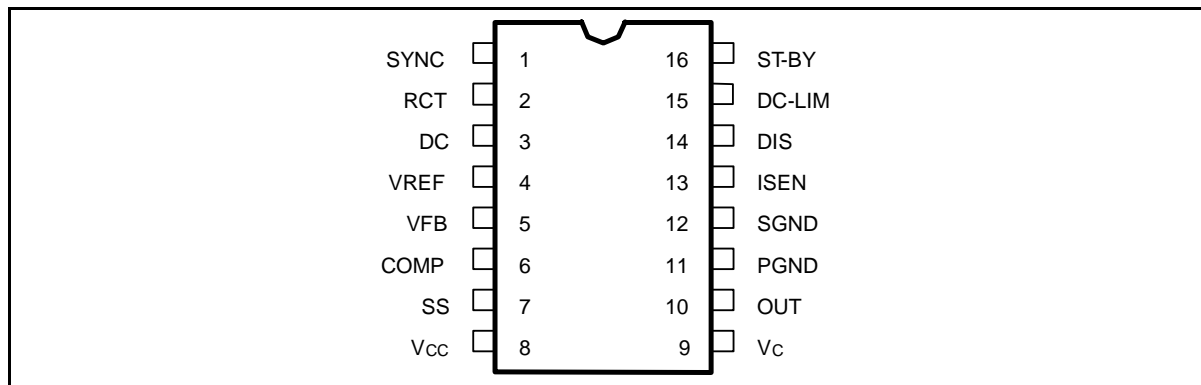 SYNC 1 16 ST-BY
RCT 2 15 DC-LIM
DC 3 14 DIS
VREF 4 13 ISEN
VFB 5 12 SGND
COMP 6 11 PGND
SS 7 10 OUT
VCC 8 9 VC